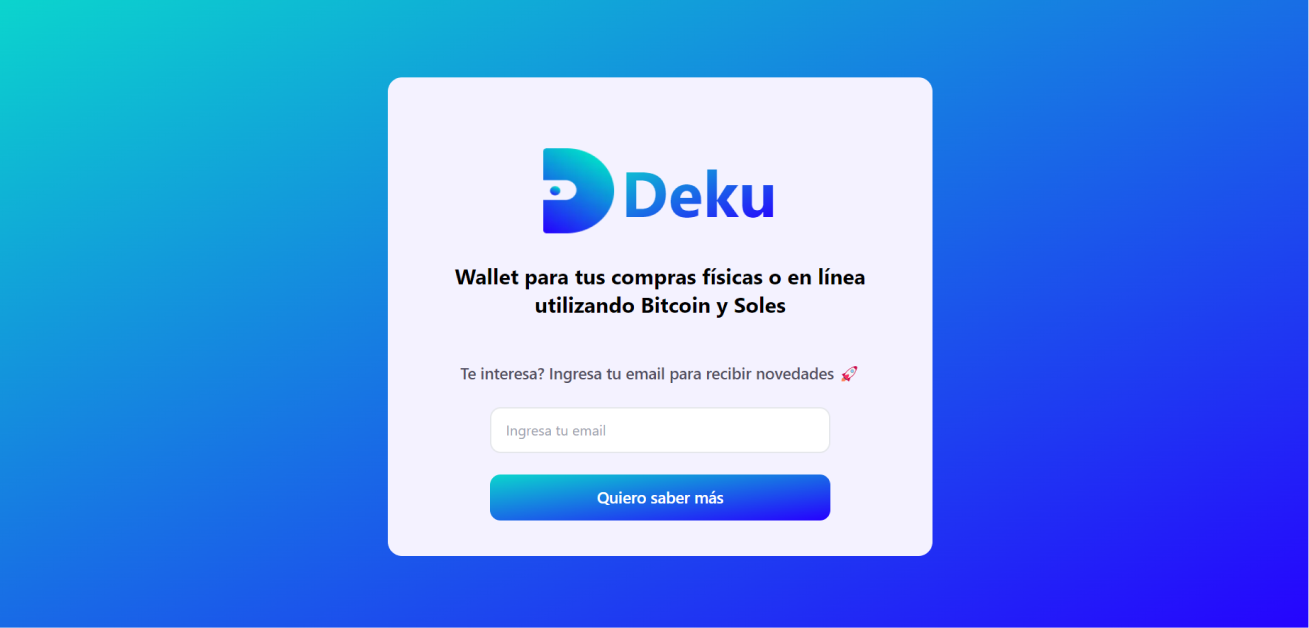 Deku
Wallet para tus compras físicas o en línea
utilizando Bitcoin y Soles
Te interesa? Ingresa tu email para recibir novedades 🚀
Ingresa tu email
Quiero saber más